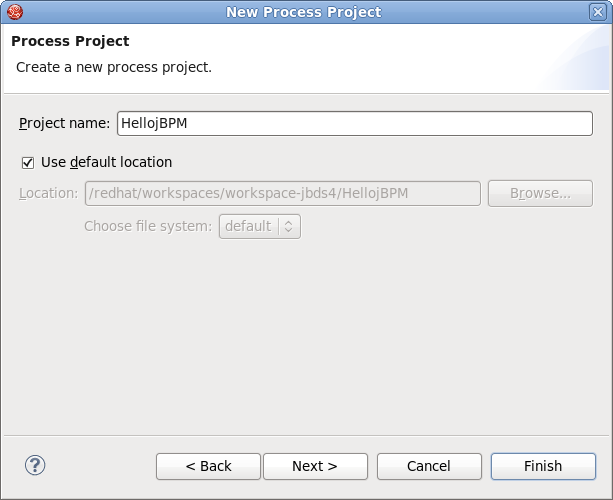 New Process Project
Process Project
Create a new process project.
Project name: HellojBPM
Use default location
Location: /redhat/workspaces/workspace-jbds4/HellojBPM Browse...
Choose file system: default
? < Back Next > Cancel Finish